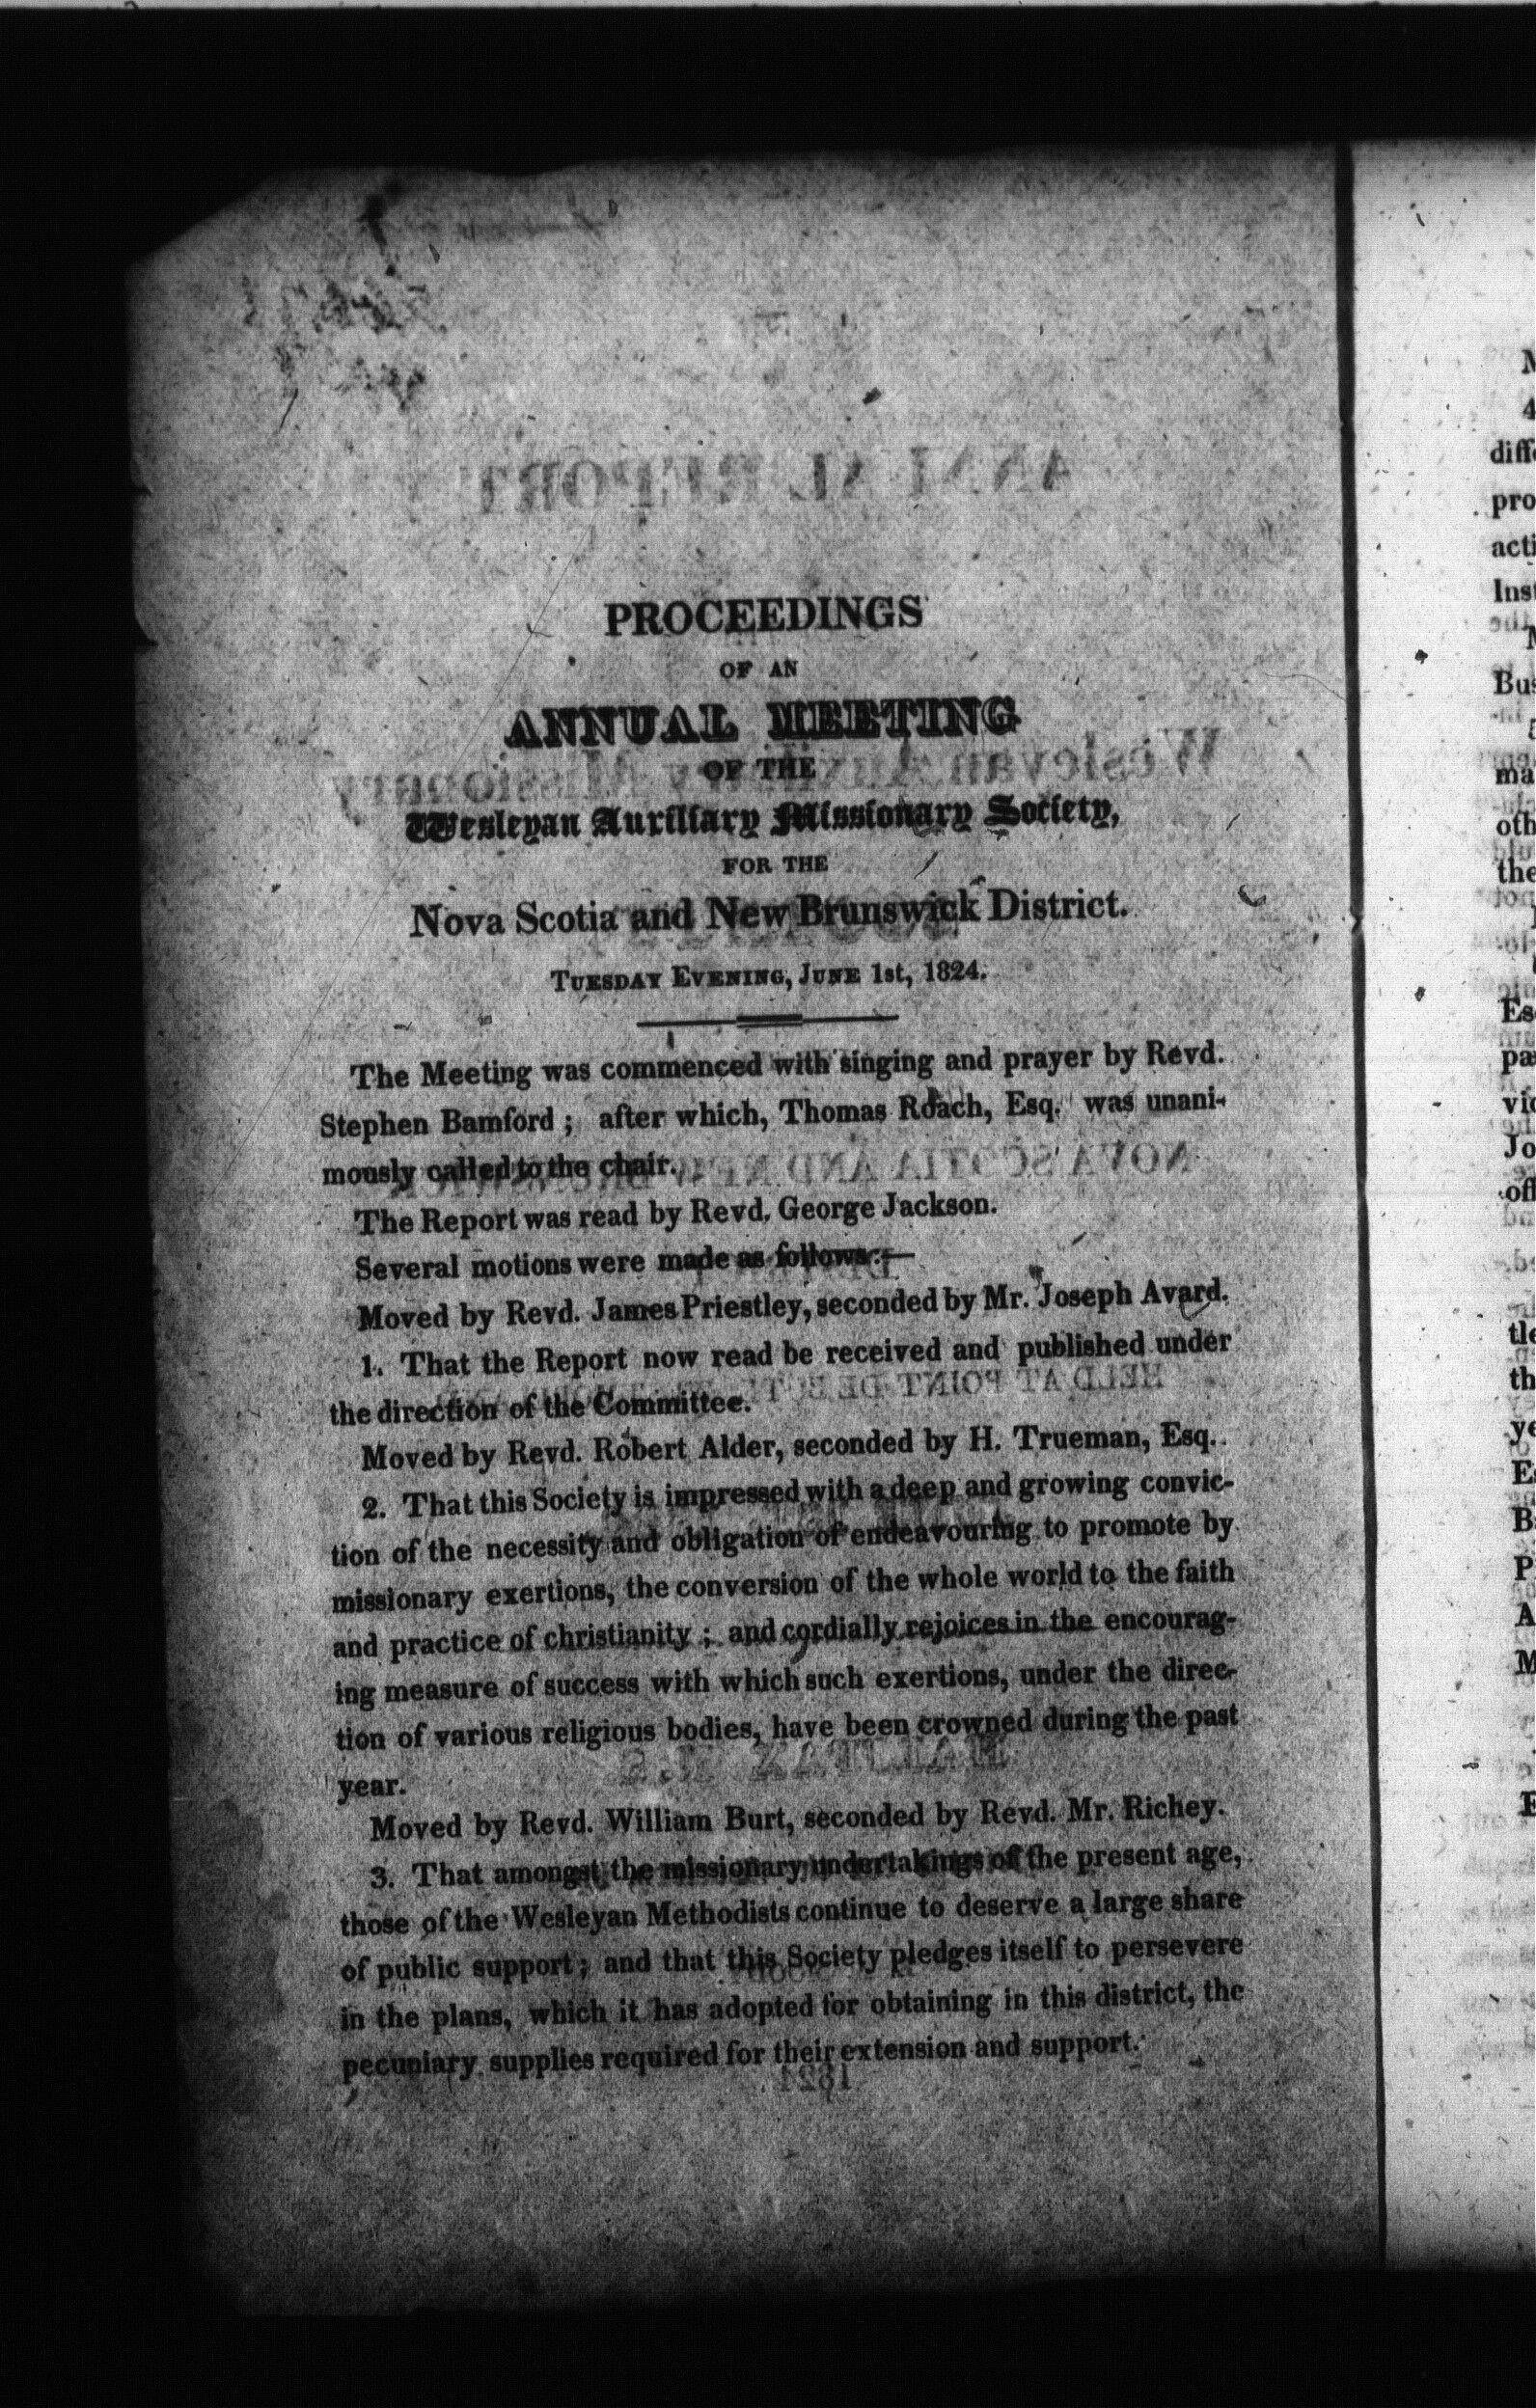 PROCEEDINGS
OF AN
ANNUAL MEETING
OF THE
Wesleyan Auxiliary Missionary Society,
FOR THE
Nova Scotia and New Brunswick District.
TUESDAY EVENING, JUNE 1st, 1824.
The Meeting was commenced with singing and prayer by Revd.
Stephen Bamford ; after which, Thomas Roach, Esq. was unani-
mously called to the chair.
The Report was read by Revd. George Jackson.
Several motions were made as follows:—
Moved by Revd. James Priestley, seconded by Mr. Joseph Avard.
1. That the Report now read be received and published under
the direction of the Committee.
Moved by Revd. Robert Alder, seconded by H. Trueman, Esq.
2. That this Society is impressed with a deep and growing convic-
tion of the necessity and obligation of endeavouring to promote by
missionary exertions, the conversion of the whole world to the faith
and practice of christianity ; and cordially rejoices in the encourag-
ing measure of success with which such exertions, under the direc-
tion of various religious bodies, have been crowned during the past
year.
Moved by Revd. William Burt, seconded by Revd. Mr. Richey.
3. That amongst the missionary undertakings of the present age,
those of the Wesleyan Methodists continue to deserve a large share
of public support ; and that this Society pledges itself to persevere
in the plans, which it has adopted for obtaining in this district, the
pecuniary supplies required for their extension and support.